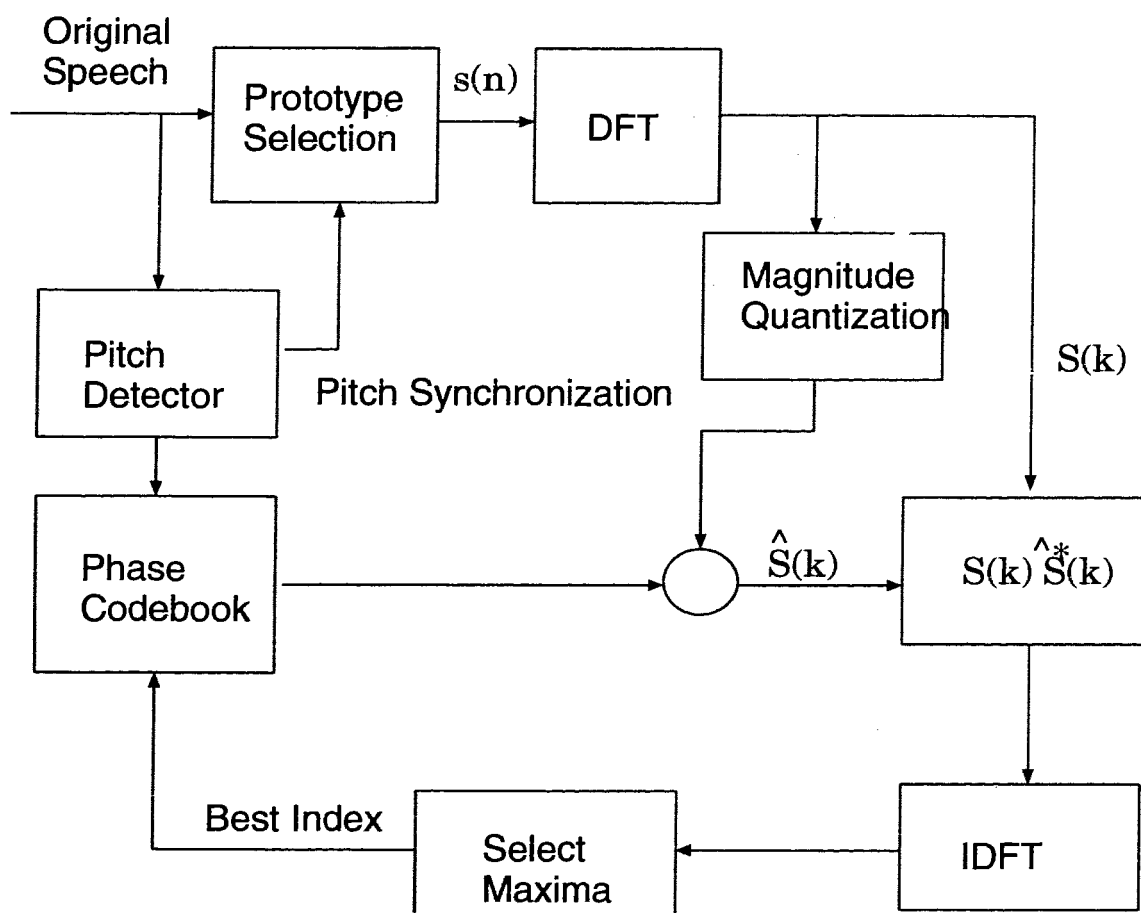 Original
Speech
Prototype
Selection
s(n)
DFT
Magnitude
Quantization
S(k)
Pitch
Detector
Pitch Synchronization
Phase
Codebook
Ŝ(k)
S(k) Ŝ*(k)
Best Index
Select
Maxima
IDFT